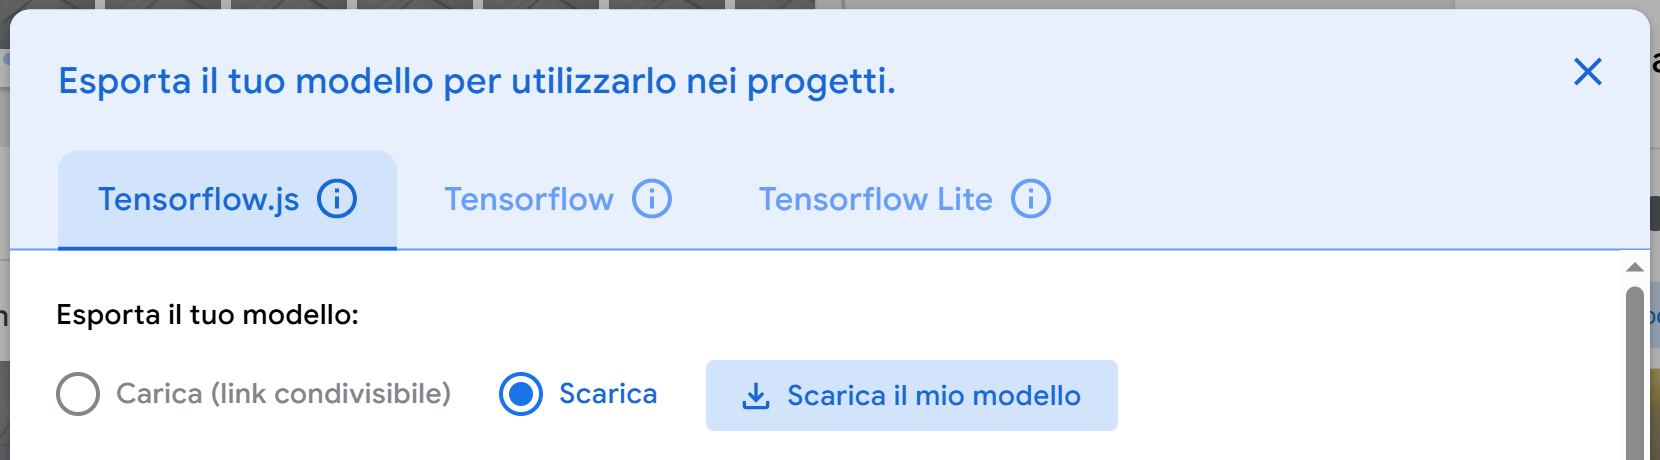 Esporta il tuo modello per utilizzarlo nei progetti.
Tensorflow.js Tensorflow Tensorflow Lite
Esporta il tuo modello:
Carica (link condivisibile) Scarica Scarica il mio modello